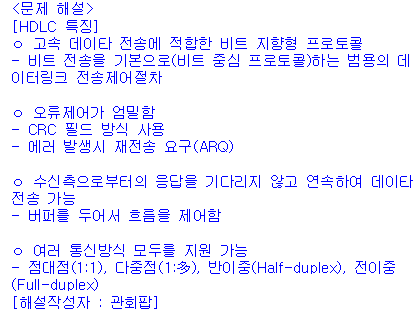 <문제 해설>
[HDLC 특징]
ㅇ 고속 데이타 전송에 적합한 비트 지향형 프로토콜
- 비트 전송을 기본으로(비트 중심 프로토콜)하는 범용의 데
이터링크 전송제어절차
ㅇ 오류제어가 엄밀함
- CRC 필드 방식 사용
- 에러 발생시 재전송 요구(ARQ)
ㅇ 수신측으로부터의 응답을 기다리지 않고 연속하여 데이타
전송 가능
- 버퍼를 두어서 흐름을 제어함
ㅇ 여러 통신방식 모두를 지원 가능
- 점대점(1:1), 다중점(1:多), 반이중(Half-duplex), 전이중
(Full-duplex)
[해설작성자 : 관회팝]